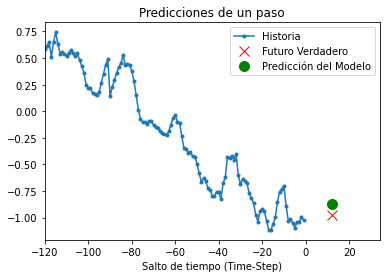 Predicciones de un paso
Historia
Futuro Verdadero
Predicción del Modelo
0.75
0.50
0.25
0.00
−0.25
−0.50
−0.75
−1.00
−120 −100 −80 −60 −40 −20 0 20
Salto de tiempo (Time-Step)